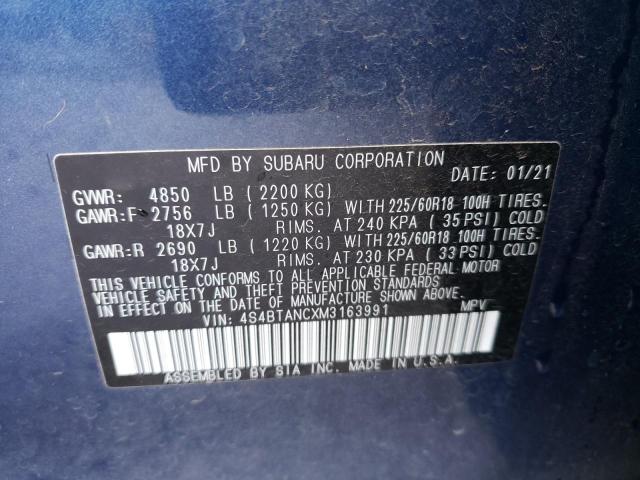 MFD BY SUBARU CORPORATION DATE: 01/21
GVWR: 4850 LB (2200 KG)
GAWR:F 2756 LB (1250 KG) WITH 225/60R18 100H TIRES.
18X7J RIMS. AT 240 KPA (35 PSI) COLD
GAWR:R 2690 LB (1220 KG) WITH 225/60R18 100H TIRES.
18X7J RIMS. AT 230 KPA (33 PSI) COLD
THIS VEHICLE CONFORMS TO ALL APPLICABLE FEDERAL MOTOR
VEHICLE SAFETY AND THEFT PREVENTION STANDARDS
IN EFFECT ON THE DATE OF MANUFACTURE SHOWN ABOVE.
VIN: 4S4BTANCXM3163991 MPV
ASSEMBLED BY SIA INC. MADE IN U.S.A.